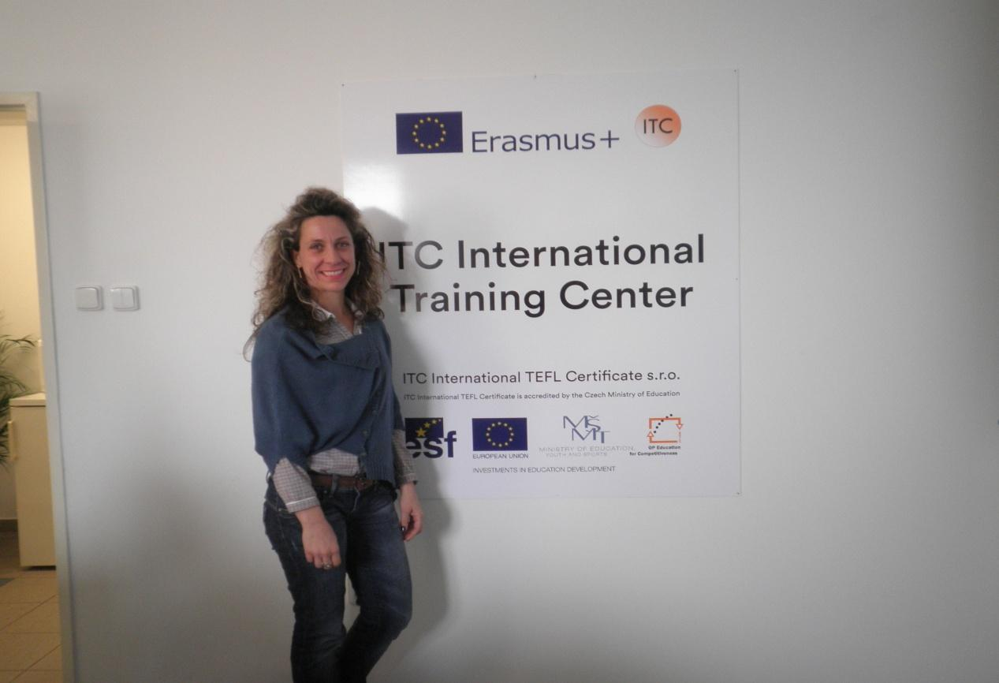 Erasmus+
ITC
ITC International
Training Center
ITC International TEFL Certificate s.r.o.
ITC International TEFL Certificate is accredited by the Czech Ministry of Education
esf
EUROPEAN UNION
MŠMT
MINISTRY OF EDUCATION,
YOUTH AND SPORTS
OP Education
for Competitiveness
INVESTMENTS IN EDUCATION DEVELOPMENT